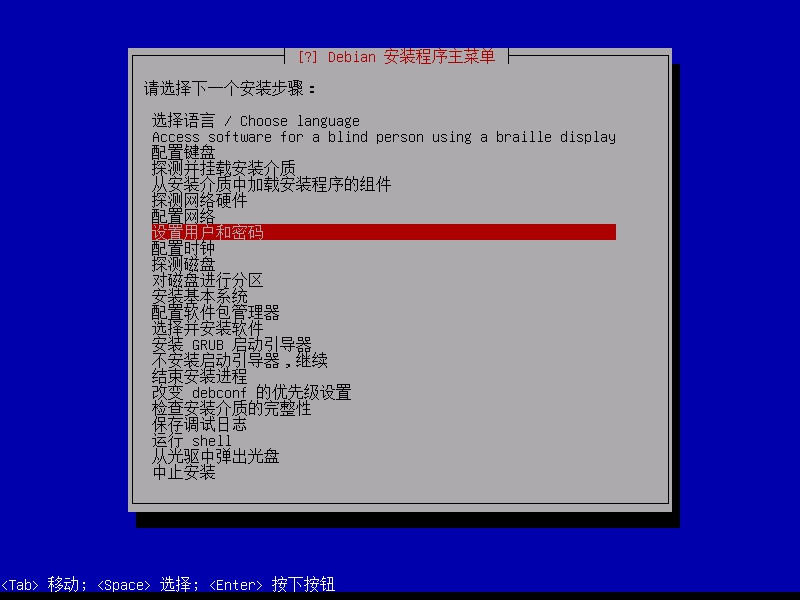 [?] Debian 安装程序主菜单
请选择下一个安装步骤：
选择语言 / Choose language
Access software for a blind person using a braille display
配置键盘
探测并挂载安装介质
从安装介质中加载安装程序的组件
探测网络硬件
配置网络
设置用户和密码
配置时钟
探测磁盘
对磁盘进行分区
安装基本系统
配置软件包管理器
选择并安装软件
安装 GRUB 启动引导器
不安装启动引导器，继续
结束安装进程
改变 debconf 的优先级设置
检查安装介质的完整性
保存调试日志
运行 shell
从光驱中弹出光盘
中止安装
<Tab> 移动; <Space> 选择; <Enter> 按下按钮